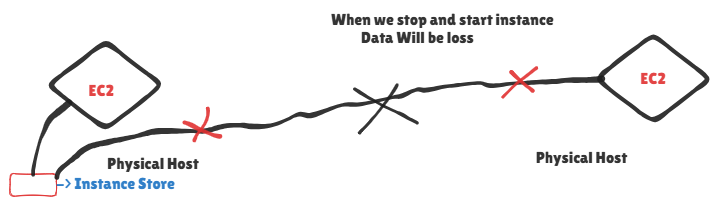 When we stop and start instance
Data Will be loss
EC2
EC2
Physical Host
Physical Host
-> Instance Store